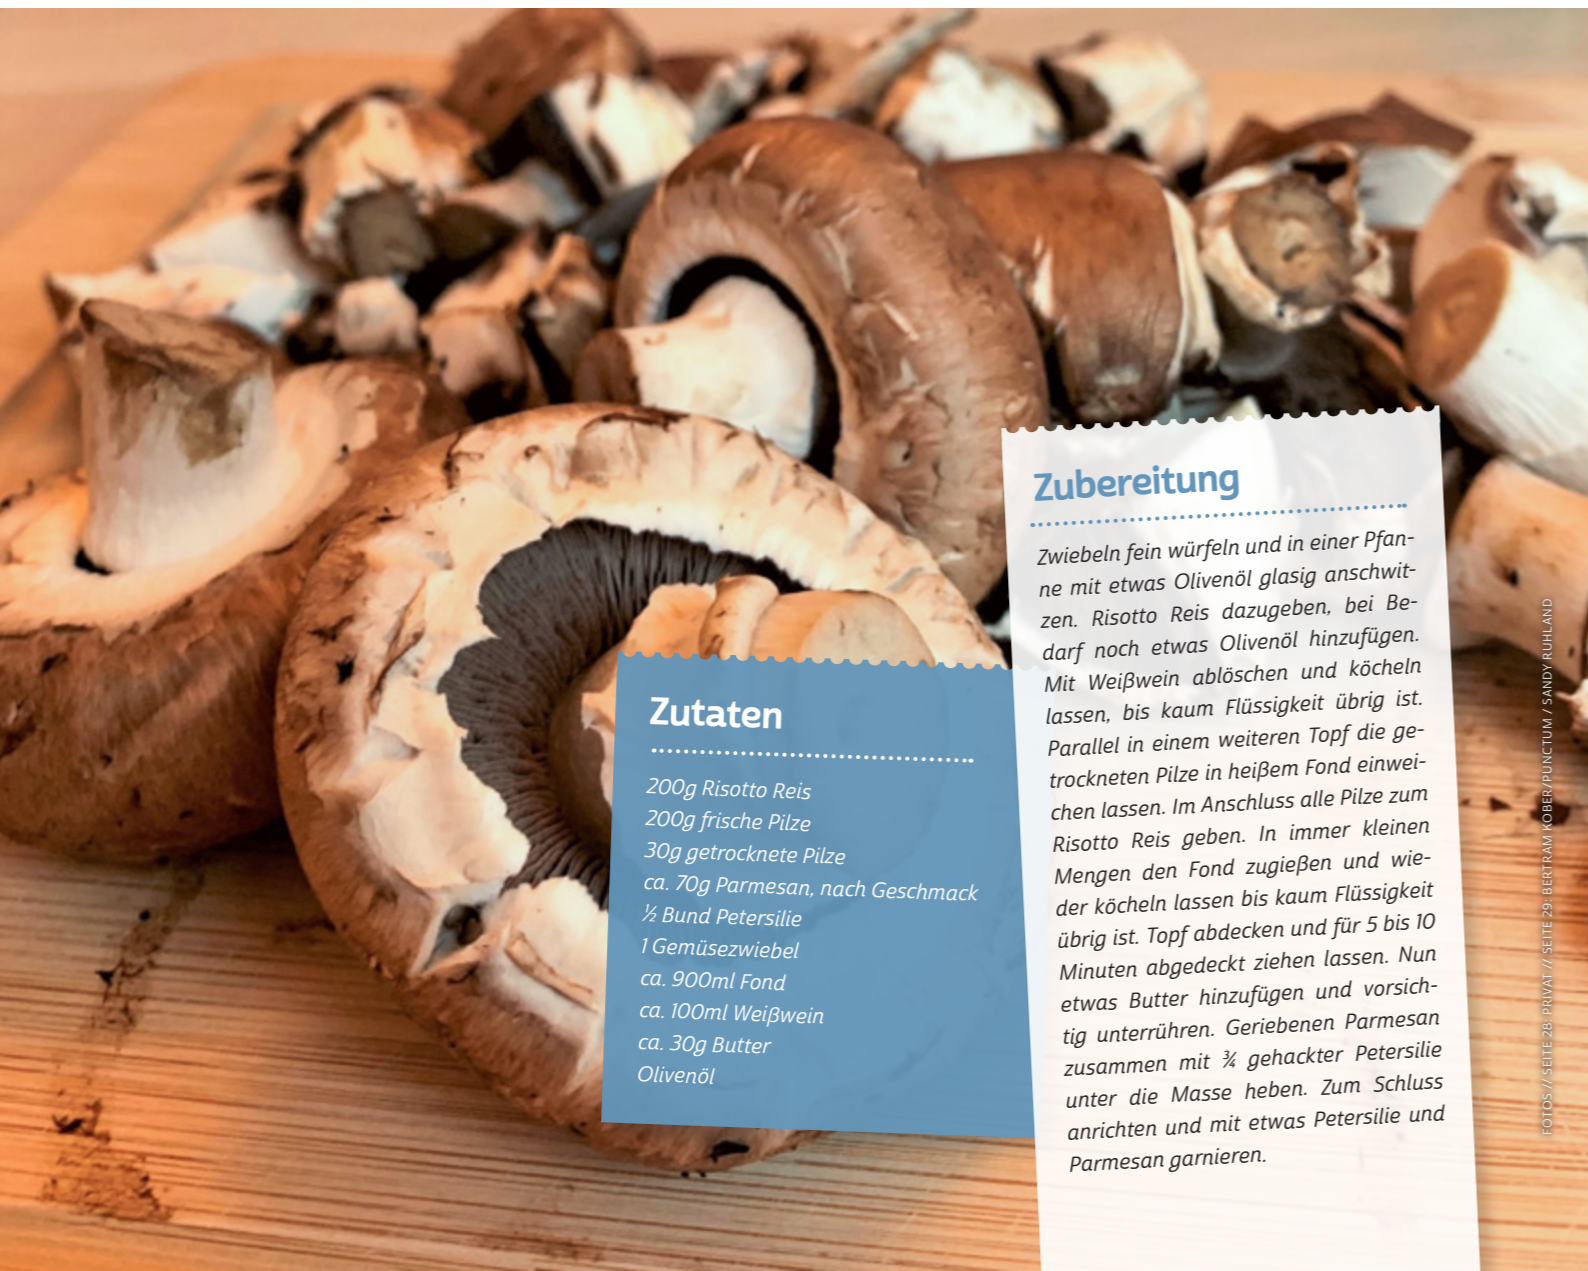 Zutaten
200g Risotto Reis
200g frische Pilze
30g getrocknete Pilze
ca. 70g Parmesan, nach Geschmack
½ Bund Petersilie
1 Gemüsezwiebel
ca. 900ml Fond
ca. 100ml Weißwein
ca. 30g Butter
Olivenöl
Zubereitung
Zwiebeln fein würfeln und in einer Pfan-
ne mit etwas Olivenöl glasig anschwit-
zen. Risotto Reis dazugeben, bei Be-
darf noch etwas Olivenöl hinzufügen.
Mit Weißwein ablöschen und köcheln
lassen, bis kaum Flüssigkeit übrig ist.
Parallel in einem weiteren Topf die ge-
trockneten Pilze in heißem Fond einwei-
chen lassen. Im Anschluss alle Pilze zum
Risotto Reis geben. In immer kleinen
Mengen den Fond zugießen und wie-
der köcheln lassen bis kaum Flüssigkeit
übrig ist. Topf abdecken und für 5 bis 10
Minuten abgedeckt ziehen lassen. Nun
etwas Butter hinzufügen und vorsich-
tig unterrühren. Geriebenen Parmesan
zusammen mit ¾ gehackter Petersilie
unter die Masse heben. Zum Schluss
anrichten und mit etwas Petersilie und
Parmesan garnieren.
FOTOS // SEITE 28: PRIVAT // SEITE 29: BERTRAM KOBER/PUNCTUM / SANDY RUHLAND